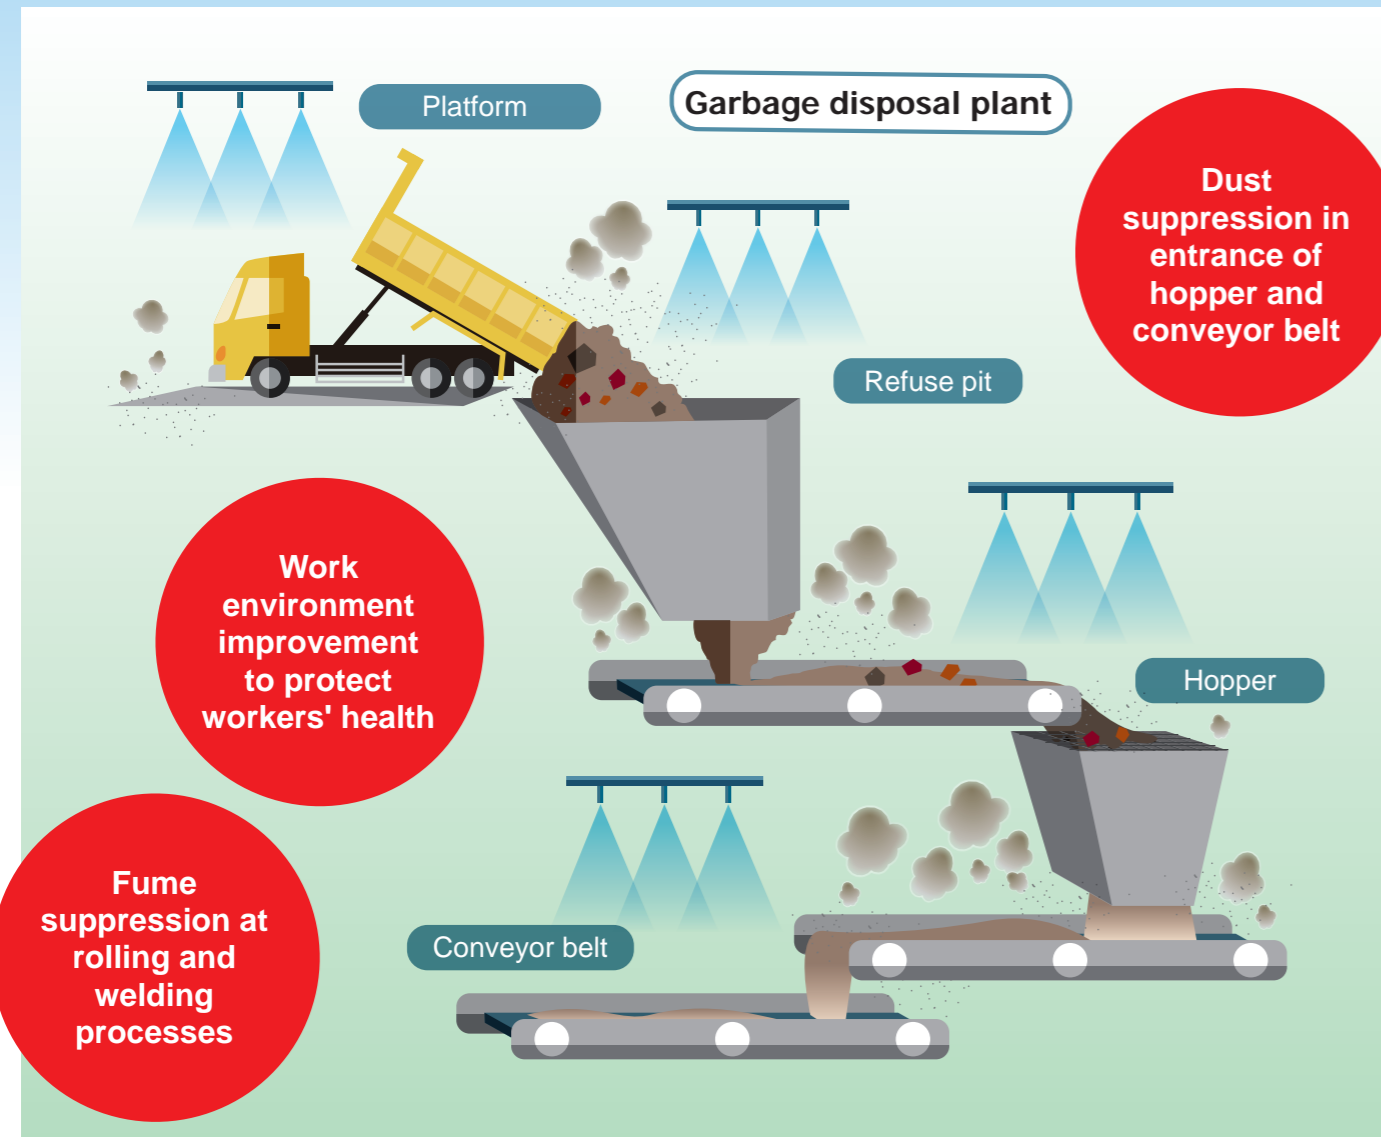 Platform
Garbage disposal plant
Dust
suppression in
entrance of
hopper and
conveyor belt
Refuse pit
Work
environment
improvement
to protect
workers' health
Hopper
Fume
suppression at
rolling and
welding
processes
Conveyor belt